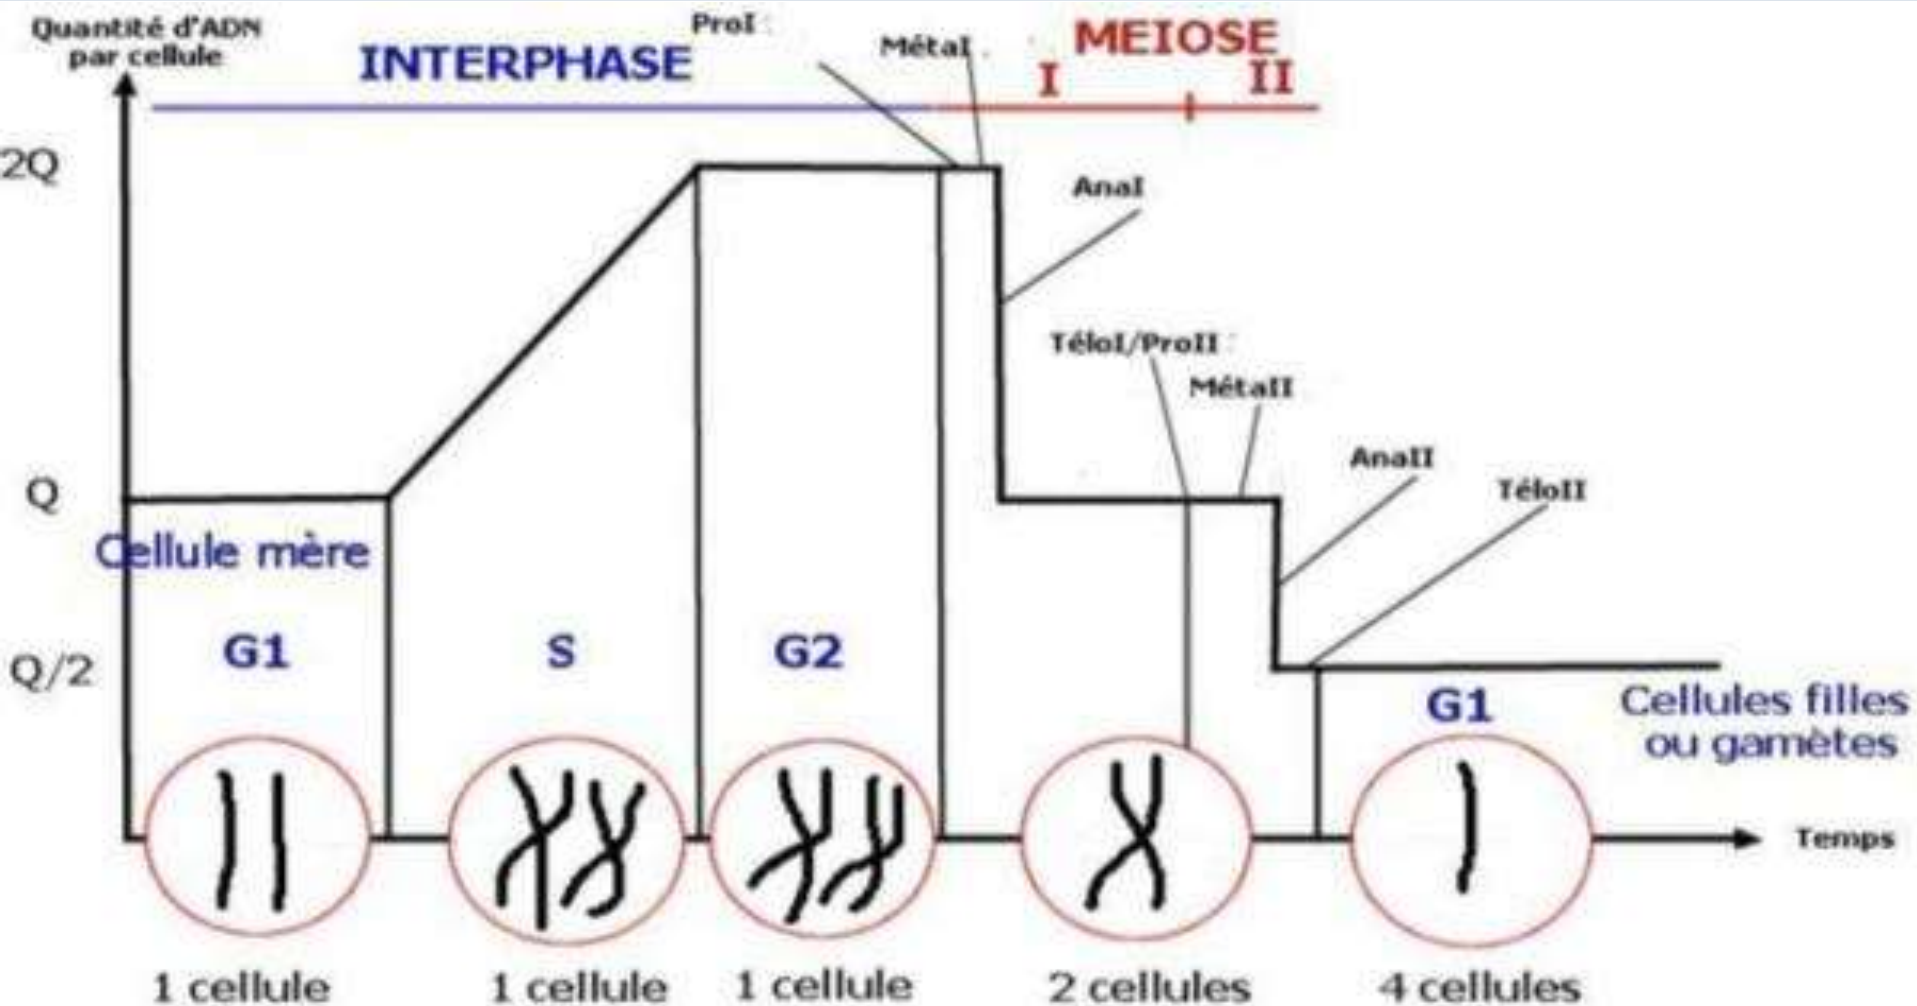 Quantité d'ADN
par cellule
INTERPHASE
ProI :
MétaI
MEIOSE
I
II
2Q
AnaI
TéloI/ProII :
MétaII
AnaII
TéloII
Q
Cellule mère
G1
S
G2
Q/2
G1
Cellules filles
ou gamètes
Temps
1 cellule
1 cellule
1 cellule
2 cellules
4 cellules